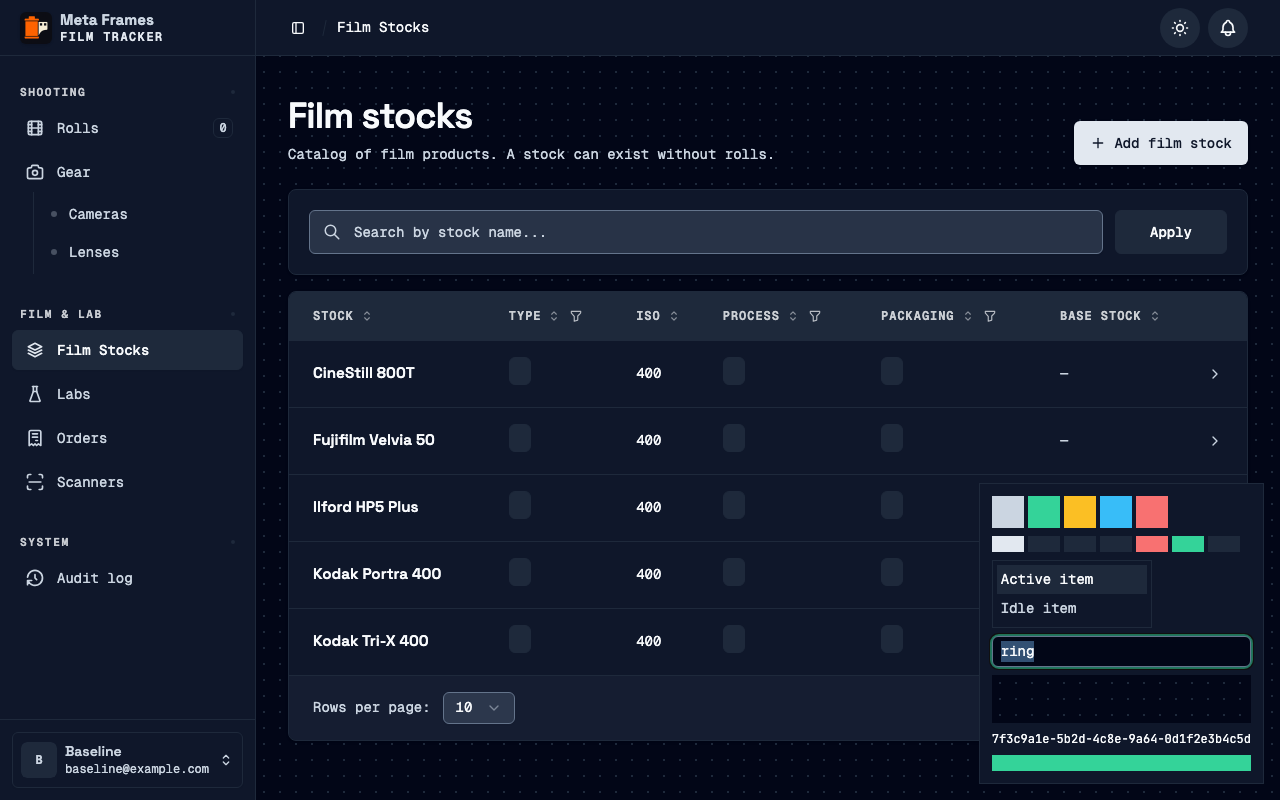 Meta Frames
FILM TRACKER
Film Stocks
SHOOTING
Rolls 0
Gear
Cameras
Lenses
FILM & LAB
Film Stocks
Labs
Orders
Scanners
SYSTEM
Audit log
B
Baseline
baseline@example.com
Film stocks
Catalog of film products. A stock can exist without rolls.
+ Add film stock
Search by stock name...
Apply
STOCK TYPE ISO PROCESS PACKAGING BASE STOCK
CineStill 800T 400 —
Fujifilm Velvia 50 400 —
Ilford HP5 Plus 400
Kodak Portra 400 400
Kodak Tri-X 400 400
Rows per page: 10
Active item
Idle item
ring
7f3c9a1e-5b2d-4c8e-9a64-0d1f2e3b4c5d